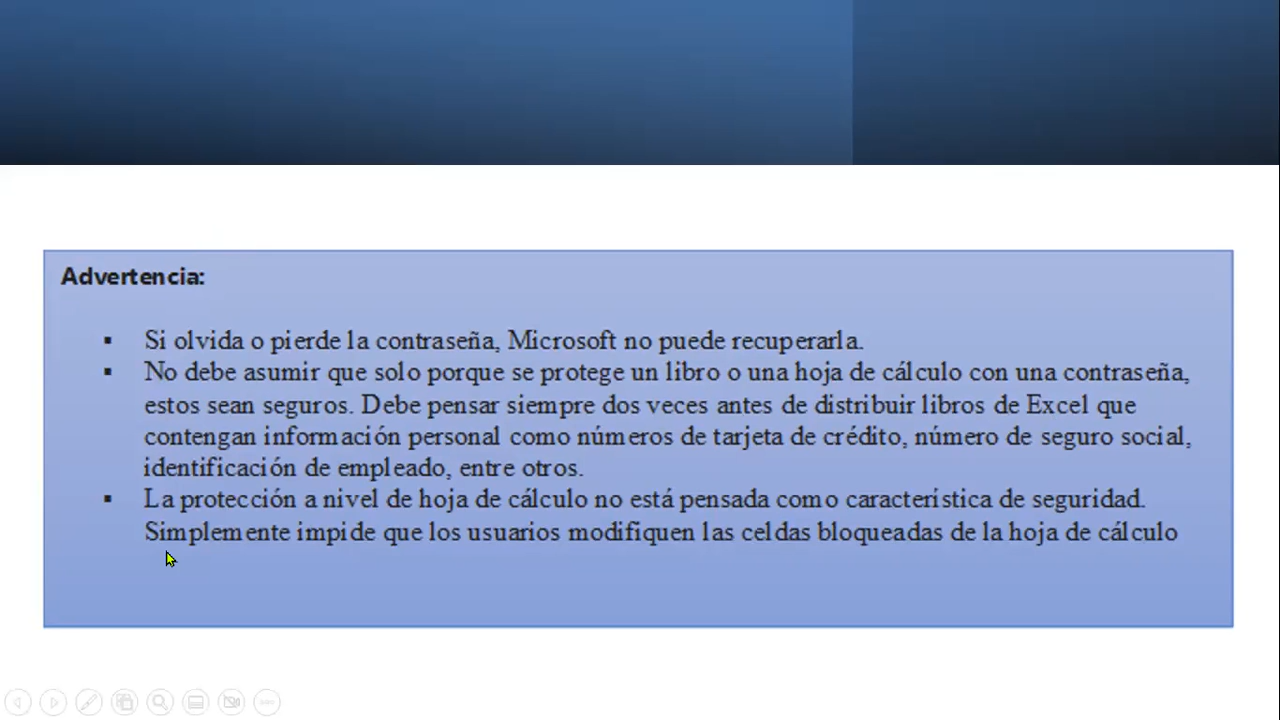 Advertencia:
▪ Si olvida o pierde la contraseña, Microsoft no puede recuperarla.
▪ No debe asumir que solo porque se protege un libro o una hoja de cálculo con una contraseña,
estos sean seguros. Debe pensar siempre dos veces antes de distribuir libros de Excel que
contengan información personal como números de tarjeta de crédito, número de seguro social,
identificación de empleado, entre otros.
▪ La protección a nivel de hoja de cálculo no está pensada como característica de seguridad.
Simplemente impide que los usuarios modifiquen las celdas bloqueadas de la hoja de cálculo